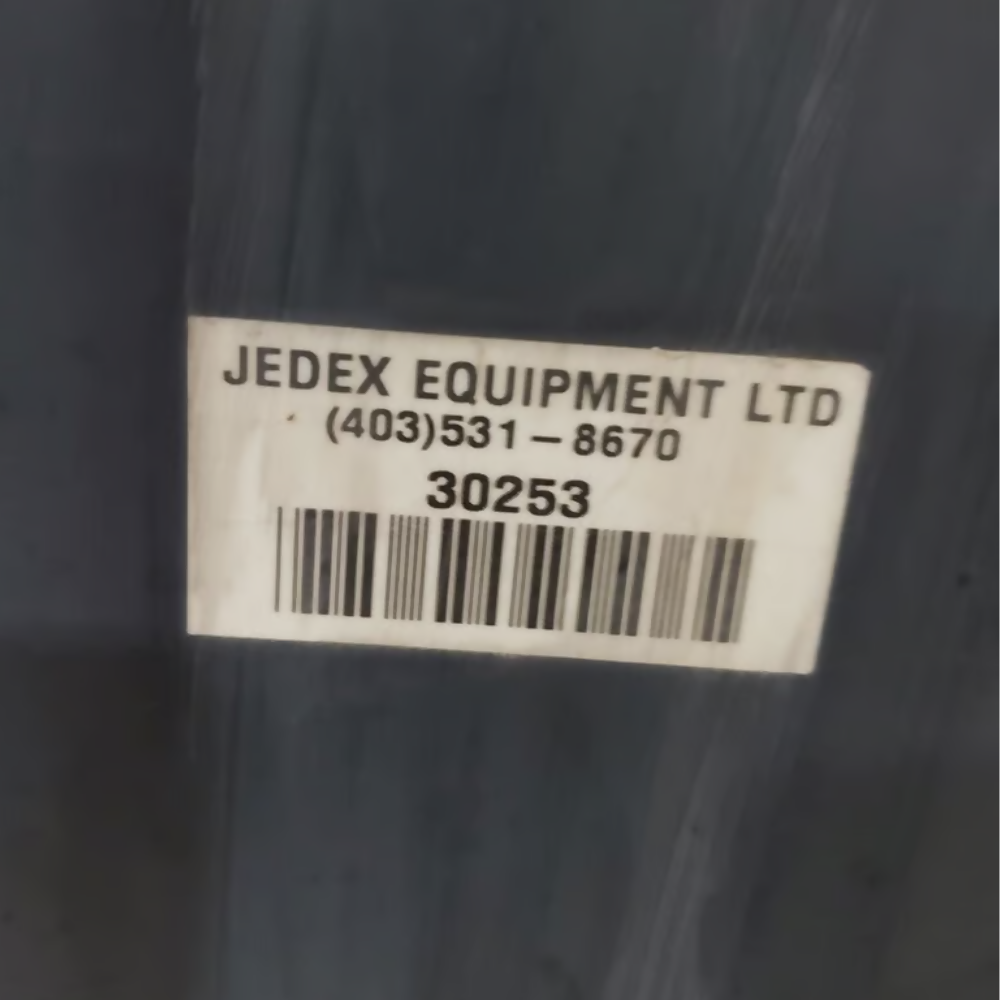 JEDEX EQUIPMENT LTD
(403)531-8670
30253